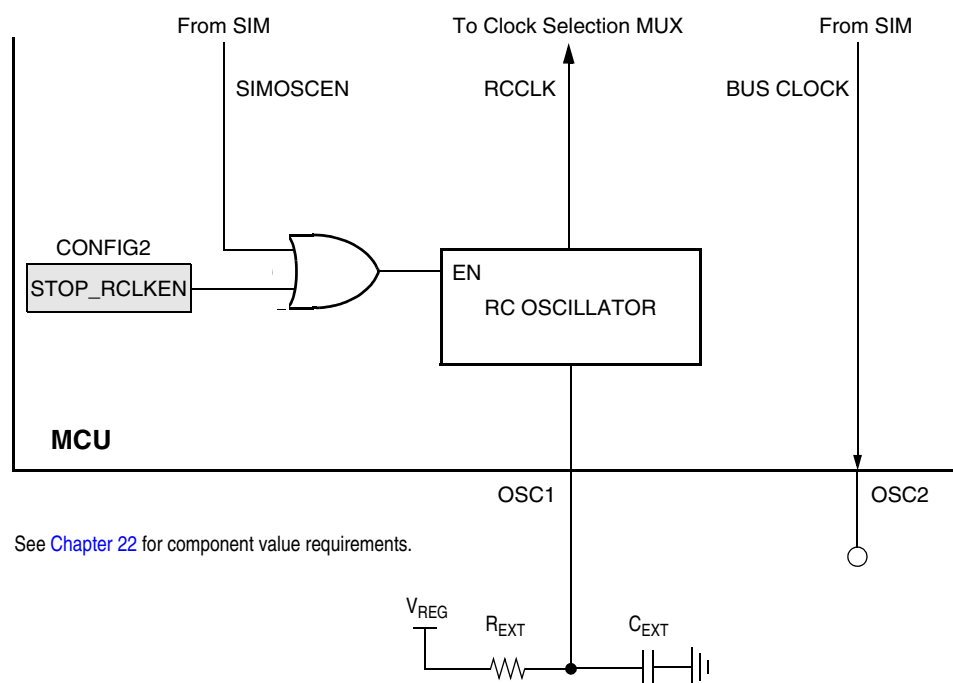 From SIM
To Clock Selection MUX
From SIM
SIMOSCEN
RCCLK
BUS CLOCK
CONFIG2
STOP_RCLKEN
EN
RC OSCILLATOR
MCU
OSC1
OSC2
See Chapter 22 for component value requirements.
VREG
REXT
CEXT